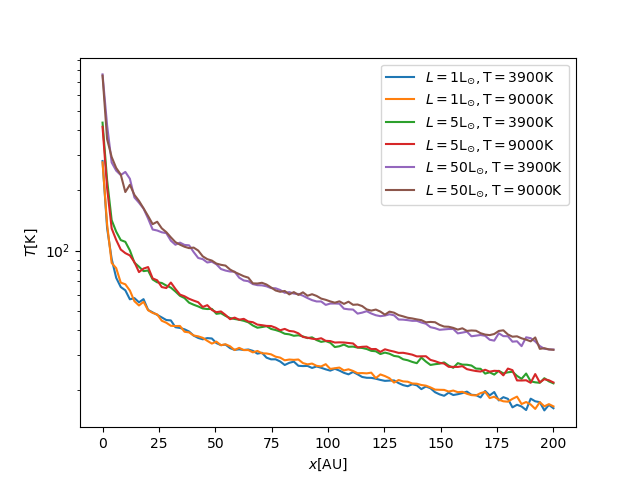 L = 1L☉, T = 3900K
L = 1L☉, T = 9000K
L = 5L☉, T = 3900K
L = 5L☉, T = 9000K
L = 50L☉, T = 3900K
L = 50L☉, T = 9000K
T[K]
10²
0 25 50 75 100 125 150 175 200
x[AU]